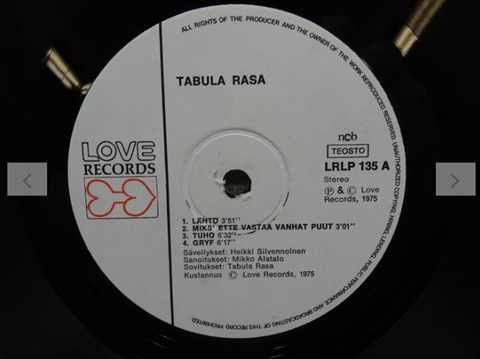 ALL RIGHTS OF THE PRODUCER AND THE OWNER OF THE WORK REPRODUCED RESERVED. UNAUTHORIZED COPYING, HIRING, LENDING, PUBLIC PERFORMANCE AND BROADCASTING OF THIS RECORD PROHIBITED.
TABULA RASA
LOVE
RECORDS
ncb
TEOSTO
LRLP 135 A
Stereo
Ⓟ & © Love
Records, 1975
1. LÄHTÖ 3'51"
2. MIKS' ETTE VASTAA VANHAT PUUT 3'01"
3. TUHO 6'32"
4. GRYF 6'17"
Sävellykset: Heikki Silvennoinen
Sanoitukset: Mikko Alatalo
Sovitukset: Tabula Rasa
Kustannus © Love Records, 1975